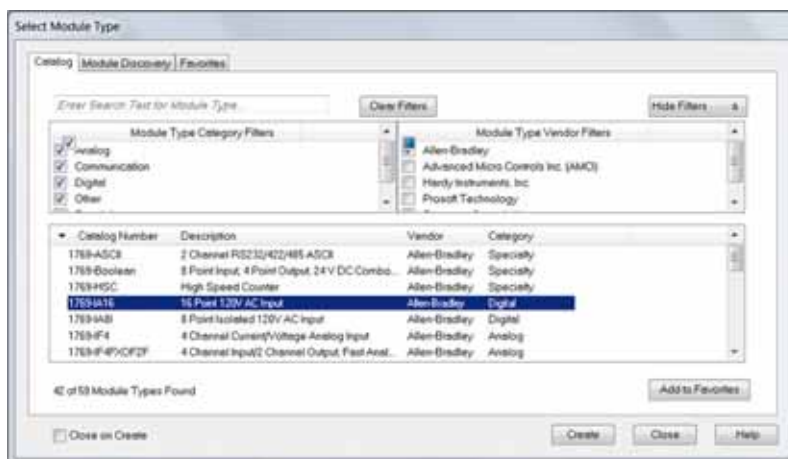 Select Module Type
Catalog Module Discovery Favorites
Enter Search Text for Module Type...
Clear Filters
Hide Filters
Module Type Category Filters
Analog
Communication
Digital
Other
Module Type Vendor Filters
Allen-Bradley
Advanced Micro Controls Inc. (AMCI)
Hardy Instruments, Inc.
Prosoft Technology
Catalog Number Description Vendor Category
1769-ASCII 2 Channel RS232/422/485 ASCII Allen-Bradley Specialty
1769-Boolean 8 Point Input, 4 Point Output, 24 V DC Combo... Allen-Bradley Specialty
1769-HSC High Speed Counter Allen-Bradley Specialty
1769-IA16 16 Point 120V AC Input Allen-Bradley Digital
1769-IA8I 8 Point Isolated 120V AC Input Allen-Bradley Digital
1769-IF4 4 Channel Current/Voltage Analog Input Allen-Bradley Analog
1769-IF4FXOF2F 4 Channel Input/2 Channel Output, Fast Anal... Allen-Bradley Analog
42 of 59 Module Types Found
Add to Favorites
Close on Create
Create Close Help